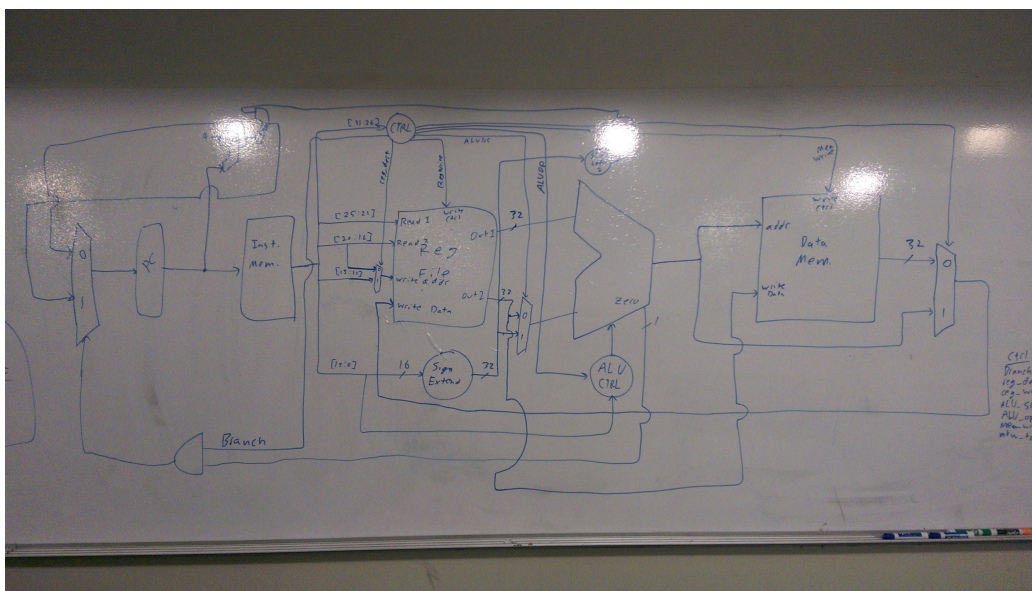 [31:26]
CTRL
ALUSrc
reg_dest
Regwrite
ALUOP
Mem
write
0
1
PC
Inst.
Mem.
[25-21]
Read 1
write
ctrl
Out 1
32
[20-16]
Read 2
Reg
File
[15-11]
write
addr
Out 2
32
write Data
0
1
[15-0]
16
Sign
Extend
32
Zero
1
ALU
CTRL
write
ctrl
addr
Data
Mem.
write
Data
32
0
1
Branch
Ctrl
Branch